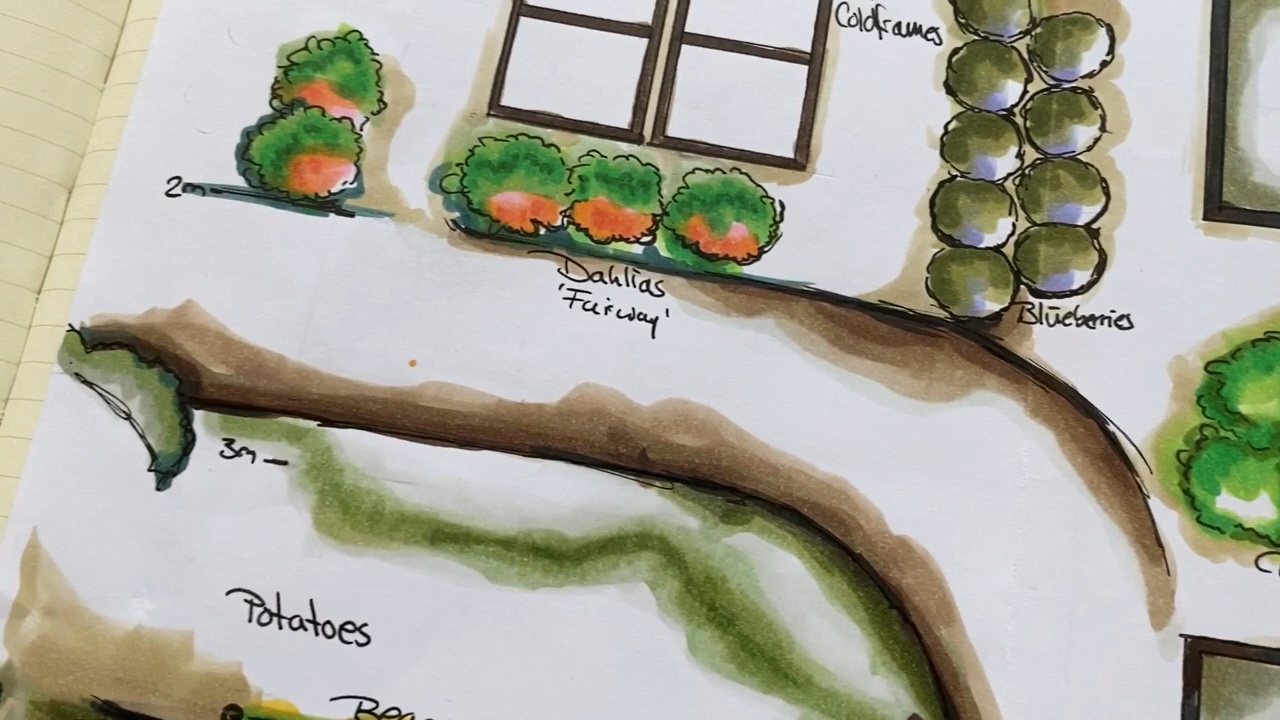 Coldframes
2m
Dahlias
'Fairway'
Blueberries
3m
Potatoes